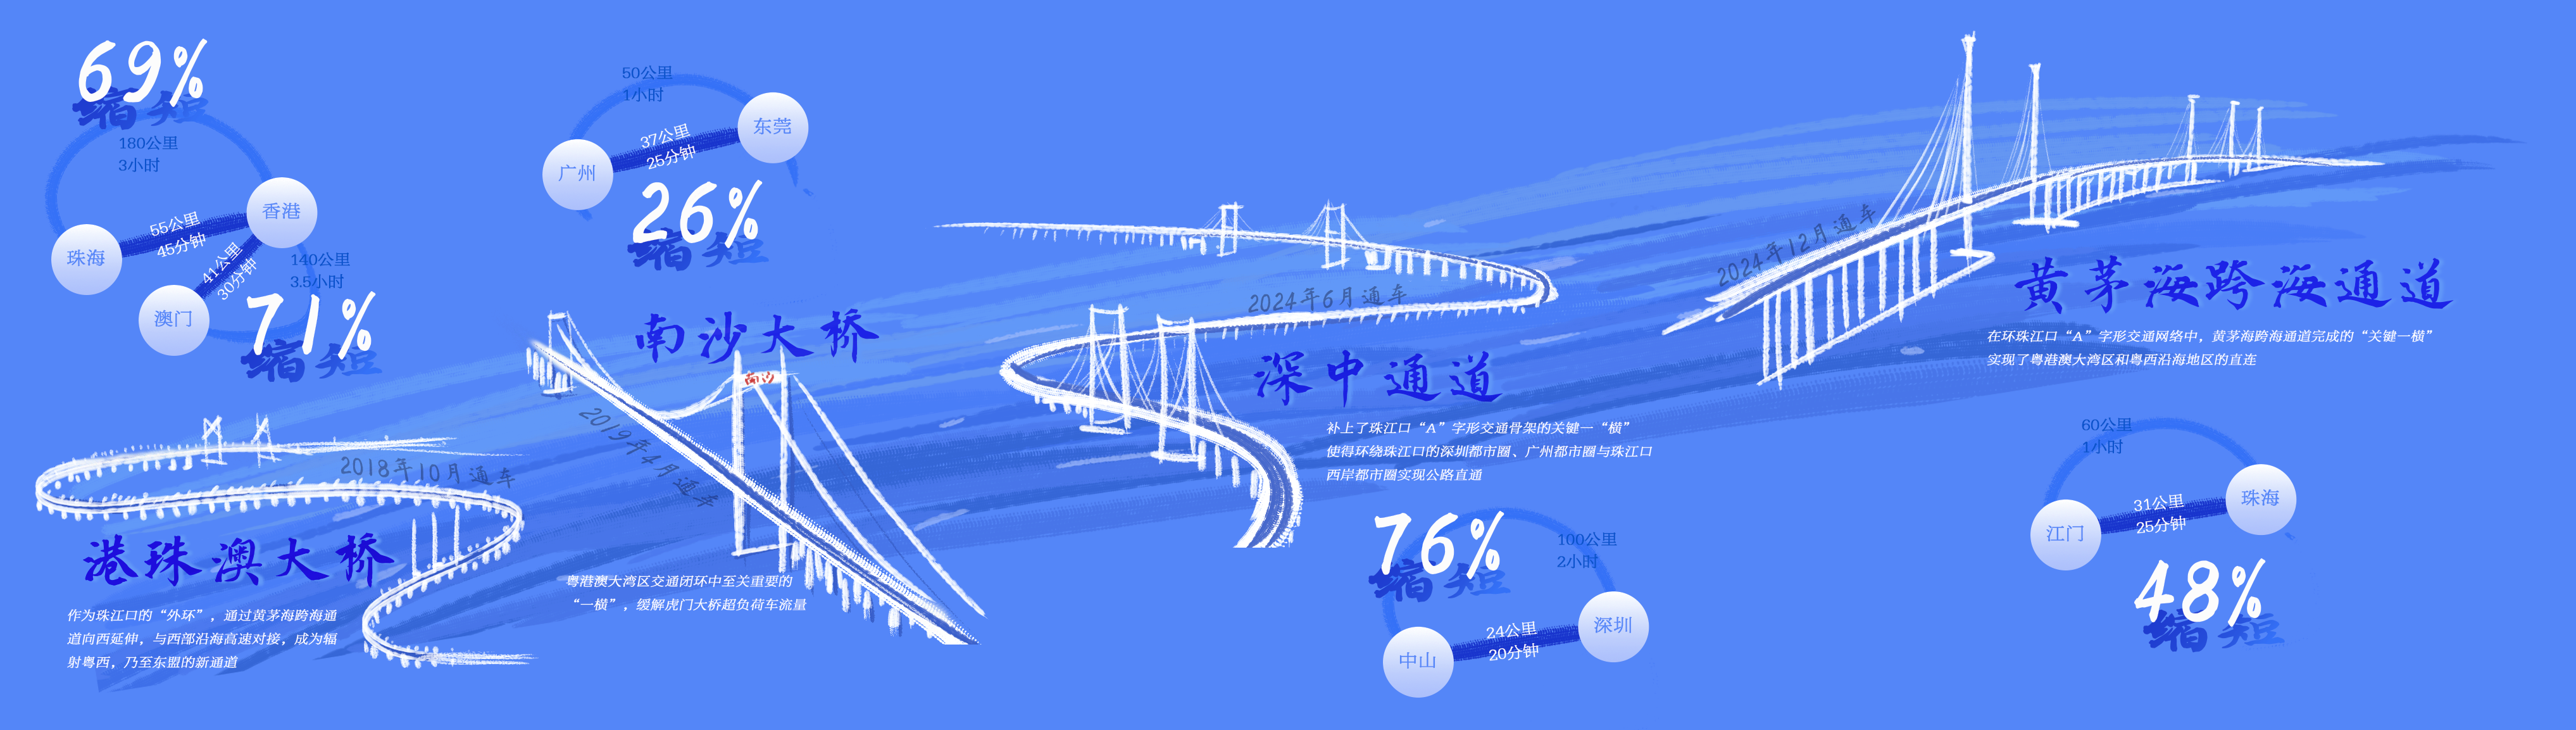 69%
缩短
180公里
3小时
香港
珠海
55公里
45分钟
41公里
30分钟
澳门
140公里
3.5小时
71%
缩短
2018年10月通车
港珠澳大桥
作为珠江口的“外环”，通过黄茅海跨海通
道向西延伸，与西部沿海高速对接，成为辐
射粤西，乃至东盟的新通道
50公里
1小时
东莞
广州
37公里
25分钟
26%
缩短
南沙大桥
南沙
2019年4月通车
粤港澳大湾区交通闭环中至关重要的
“一横”，缓解虎门大桥超负荷车流量
2024年6月通车
深中通道
补上了珠江口“A”字形交通骨架的关键一“横”
使得环绕珠江口的深圳都市圈、广州都市圈与珠江口
西岸都市圈实现公路直通
76%
缩短
100公里
2小时
深圳
中山
24公里
20分钟
2024年12月通车
黄茅海跨海通道
在环珠江口“A”字形交通网络中，黄茅海跨海通道完成的“关键一横”
实现了粤港澳大湾区和粤西沿海地区的直连
60公里
1小时
珠海
江门
31公里
25分钟
48%
缩短